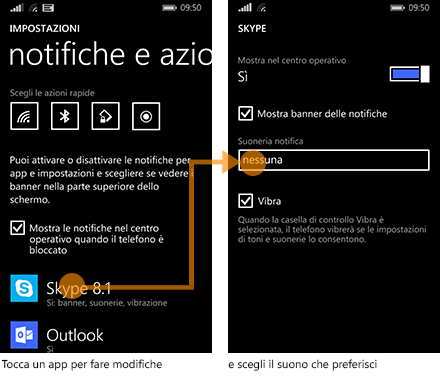 09:50
IMPOSTAZIONI
notifiche e azio
Scegli le azioni rapide
Puoi attivare o disattivare le notifiche per
app e impostazioni e scegliere se vedere i
banner nella parte superiore dello
schermo.
Mostra le notifiche nel centro
operativo quando il telefono è
bloccato
Skype 8.1
Sì: banner, suonerie, vibrazione
Outlook
Sì
Tocca un app per fare modifiche
09:50
SKYPE
Mostra nel centro operativo
Sì
Mostra banner delle notifiche
Suoneria notifica
nessuna
Vibra
Quando la casella di controllo Vibra è
selezionata, il telefono vibrerà se le impostazioni
di toni e suonerie lo consentono.
e scegli il suono che preferisci